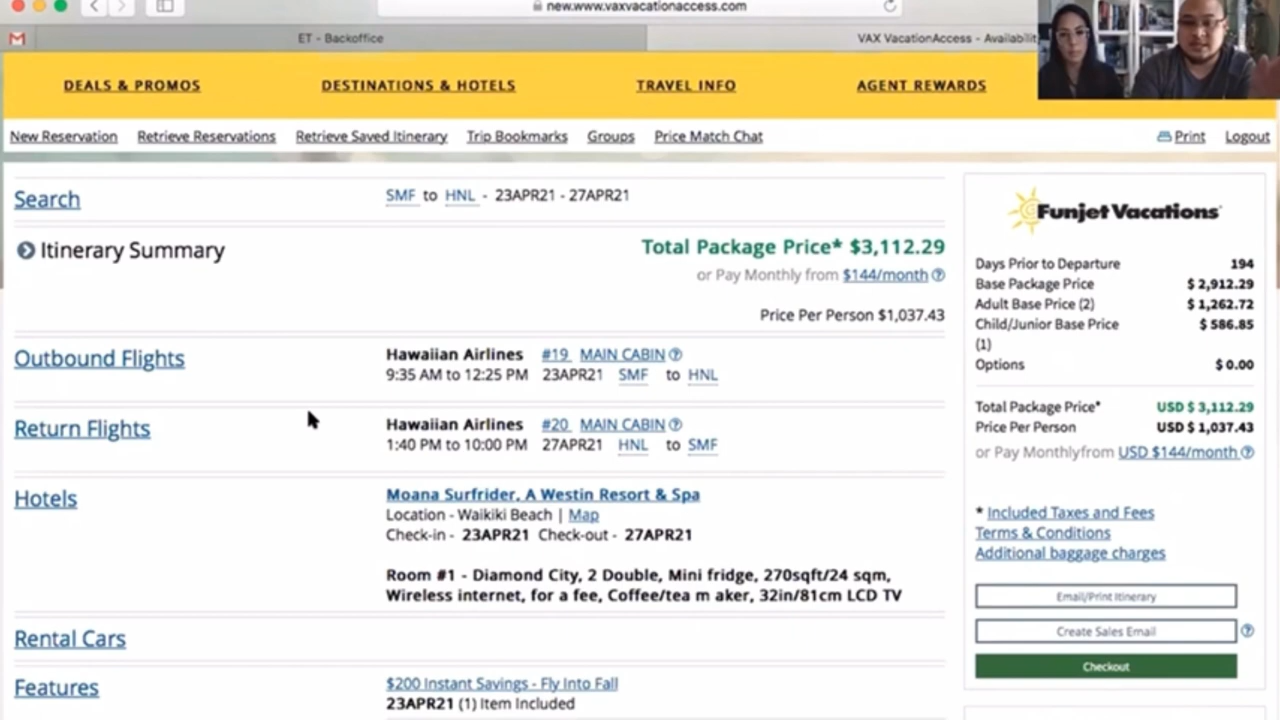 new.www.vaxvacationaccess.com
ET - Backoffice
VAX VacationAccess - Availabilit
DEALS & PROMOS
DESTINATIONS & HOTELS
TRAVEL INFO
AGENT REWARDS
New Reservation Retrieve Reservations Retrieve Saved Itinerary Trip Bookmarks Groups Price Match Chat
Print Logout
Search
SMF to HNL - 23APR21 - 27APR21
Itinerary Summary
Total Package Price* $3,112.29
or Pay Monthly from $144/month ?
Price Per Person $1,037.43
Outbound Flights
Hawaiian Airlines #19 MAIN CABIN ?
9:35 AM to 12:25 PM 23APR21 SMF to HNL
Return Flights
Hawaiian Airlines #20 MAIN CABIN ?
1:40 PM to 10:00 PM 27APR21 HNL to SMF
Hotels
Moana Surfrider, A Westin Resort & Spa
Location - Waikiki Beach | Map
Check-in - 23APR21 Check-out - 27APR21
Room #1 - Diamond City, 2 Double, Mini fridge, 270sqft/24 sqm,
Wireless internet, for a fee, Coffee/tea m aker, 32in/81cm LCD TV
Rental Cars
Features
$200 Instant Savings - Fly Into Fall
23APR21 (1) Item Included
Funjet Vacations
Days Prior to Departure 194
Base Package Price $ 2,912.29
Adult Base Price (2) $ 1,262.72
Child/Junior Base Price $ 586.85
(1)
Options $ 0.00
Total Package Price* USD $ 3,112.29
Price Per Person USD $ 1,037.43
or Pay Monthlyfrom USD $144/month ?
* Included Taxes and Fees
Terms & Conditions
Additional baggage charges
Email/Print Itinerary
Create Sales Email ?
Checkout